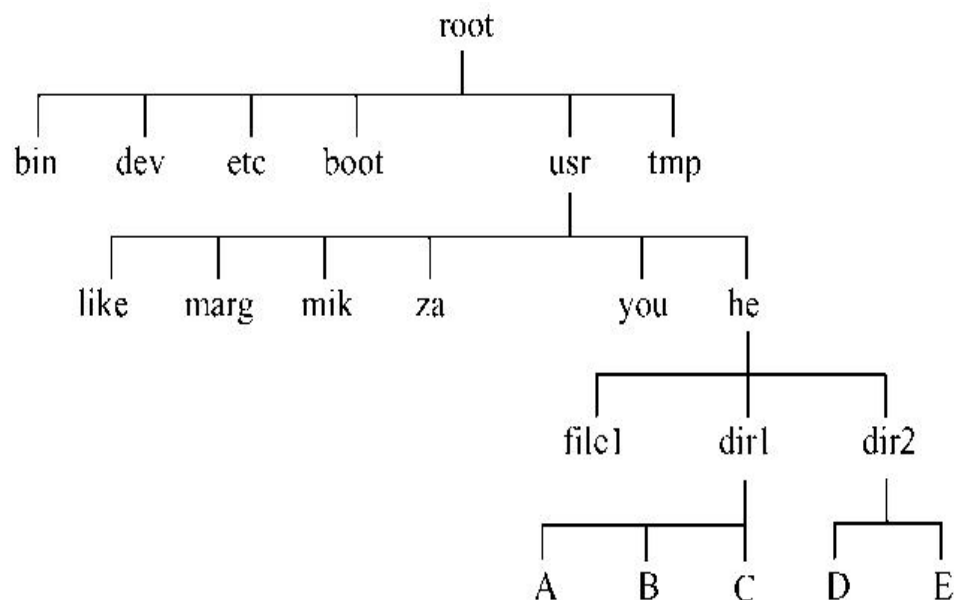 root
bin dev etc boot usr tmp
like marg mik za you he
file1 dir1 dir2
A B C D E